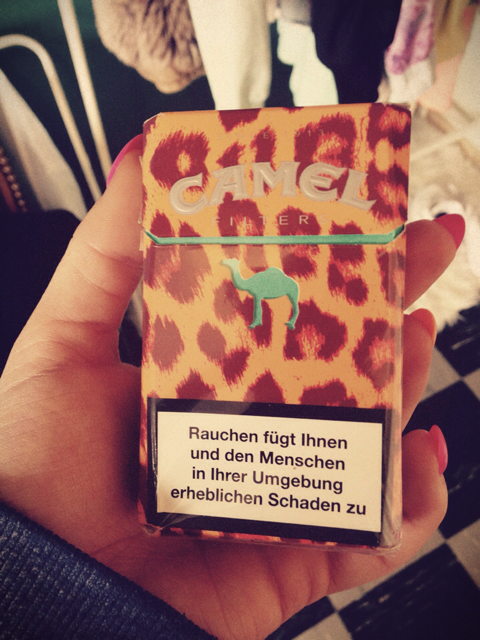 CAMEL
FILTER
Rauchen fügt Ihnen
und den Menschen
in Ihrer Umgebung
erheblichen Schaden zu